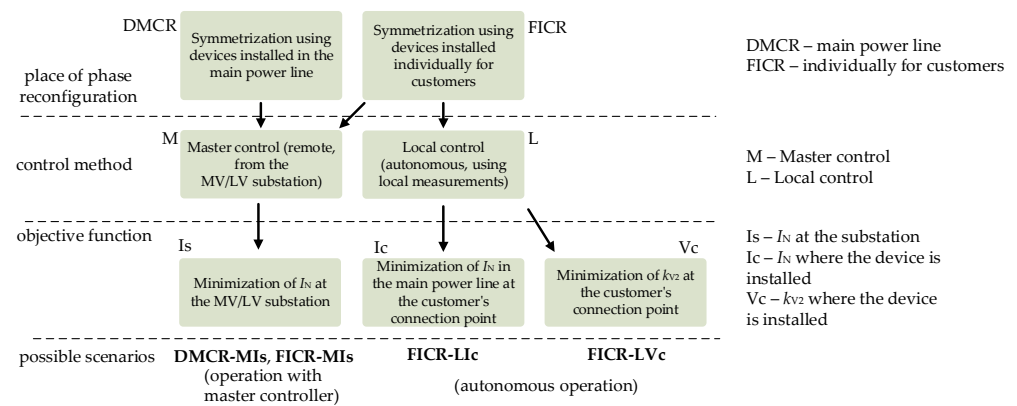 DMCR
Symmetrization using
devices installed in the
main power line
Symmetrization using
devices installed
individually for
customers
FICR
DMCR – main power line
FICR – individually for customers
place of phase
reconfiguration
control method
M
Master control (remote,
from the
MV/LV substation)
Local control
(autonomous, using
local measurements)
L
M – Master control
L – Local control
objective function
Is
Minimization of IN at
the MV/LV substation
Ic
Minimization of IN in
the main power line at
the customer's
connection point
Vc
Minimization of kV2 at
the customer's
connection point
Is – IN at the substation
Ic – IN where the device is
installed
Vc – kV2 where the device
is installed
possible scenarios
DMCR-MIs, FICR-MIs
(operation with
master controller)
FICR-LIc
FICR-LVc
(autonomous operation)